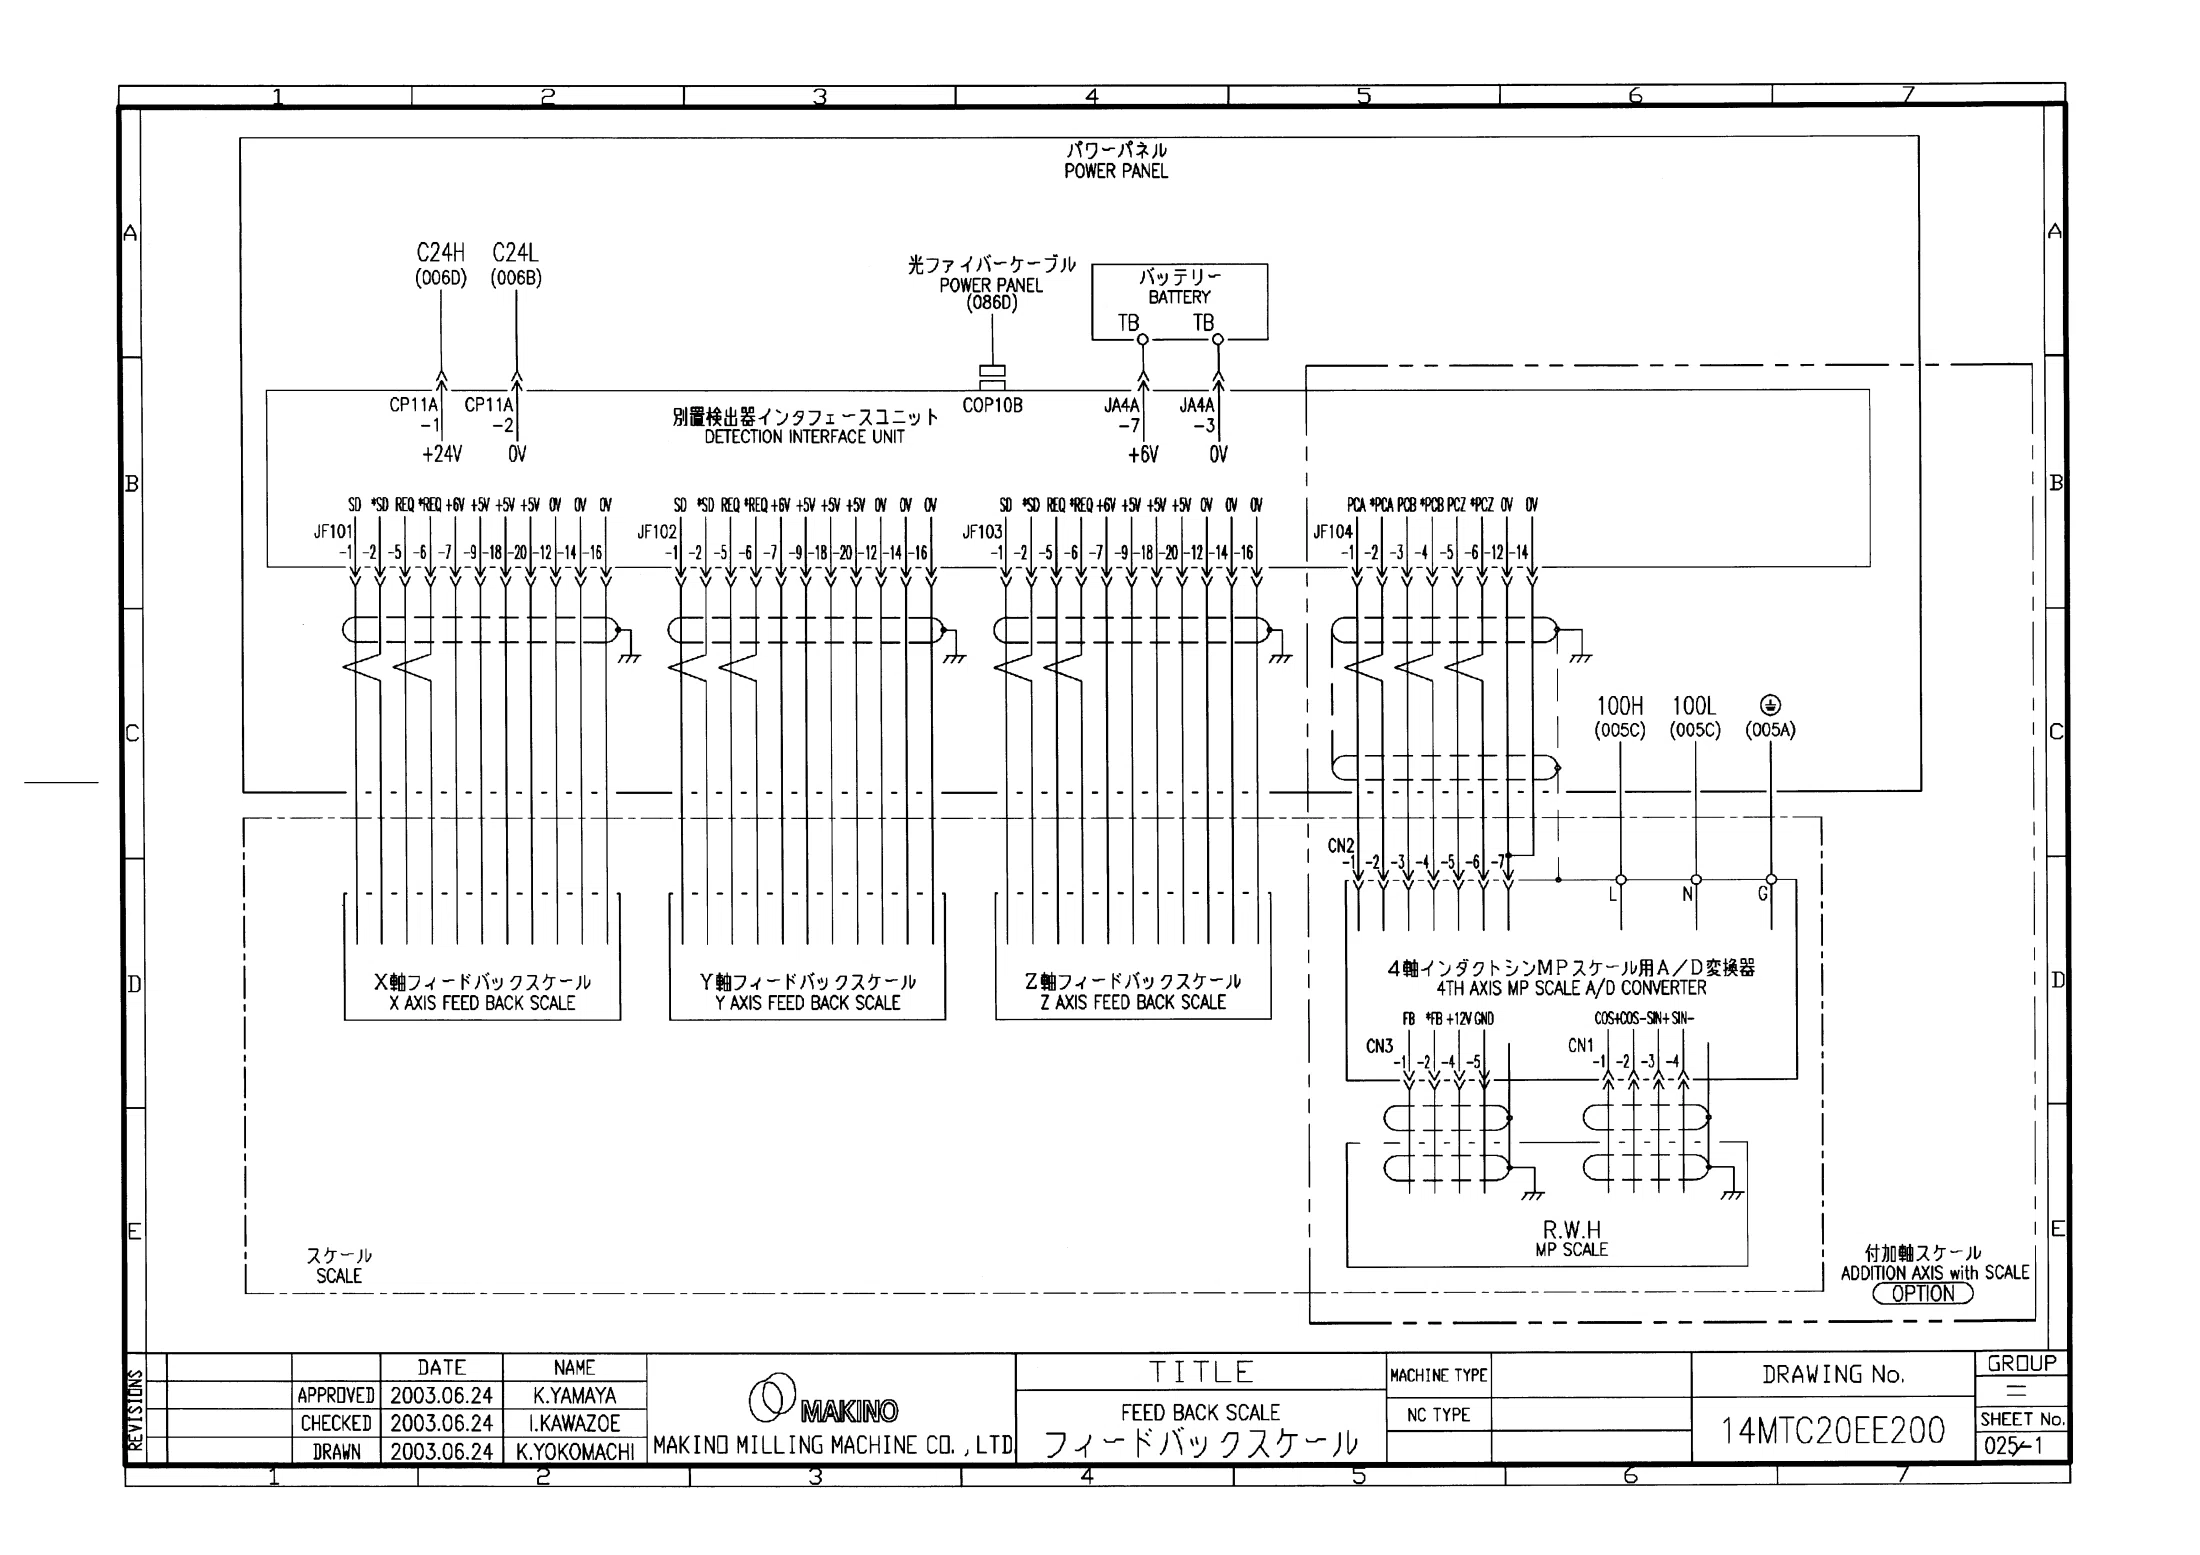 1 2 3 4 5 6 7
パワーパネル
POWER PANEL
A A
C24H C24L
(006D) (006B)
光ファイバーケーブル
POWER PANEL
(086D)
バッテリー
BATTERY
TB TB
CP11A CP11A
-1 -2
+24V 0V
別置検出器インタフェースユニット
DETECTION INTERFACE UNIT
COP10B
JA4A JA4A
-7 -3
+6V 0V
B B
SD *SD REQ *REQ +6V +5V +5V +5V 0V 0V 0V
JF101
-1 -2 -5 -6 -7 -9 -18 -20 -12 -14 -16
SD *SD REQ *REQ +6V +5V +5V +5V 0V 0V 0V
JF102
-1 -2 -5 -6 -7 -9 -18 -20 -12 -14 -16
SD *SD REQ *REQ +6V +5V +5V +5V 0V 0V 0V
JF103
-1 -2 -5 -6 -7 -9 -18 -20 -12 -14 -16
PCA *PCA PCB *PCB PCZ *PCZ 0V 0V
JF104
-1 -2 -3 -4 -5 -6 -12 -14
C C
100H 100L
(005C) (005C) (005A)
CN2
-1 -2 -3 -4 -5 -6 -7
L N G
D D
X軸フィードバックスケール
X AXIS FEED BACK SCALE
Y軸フィードバックスケール
Y AXIS FEED BACK SCALE
Z軸フィードバックスケール
Z AXIS FEED BACK SCALE
4軸インダクトシンMPスケール用A/D変換器
4TH AXIS MP SCALE A/D CONVERTER
FB *FB +12V GND
CN3
-1 -2 -4 -5
COS+ COS- SIN+ SIN-
CN1
-1 -2 -3 -4
E E
R.W.H
MP SCALE
スケール
SCALE
付加軸スケール
ADDITION AXIS with SCALE
OPTION
REVISIONS
DATE NAME
APPROVED 2003.06.24 K.YAMAYA
CHECKED 2003.06.24 I.KAWAZOE
DRAWN 2003.06.24 K.YOKOMACHI
MAKINO
MAKINO MILLING MACHINE CO.,LTD
TITLE
FEED BACK SCALE
フィードバックスケール
MACHINE TYPE
NC TYPE
DRAWING No.
14MTC20EE200
GROUP
=
SHEET No.
025-1
1 2 3 4 5 6 7